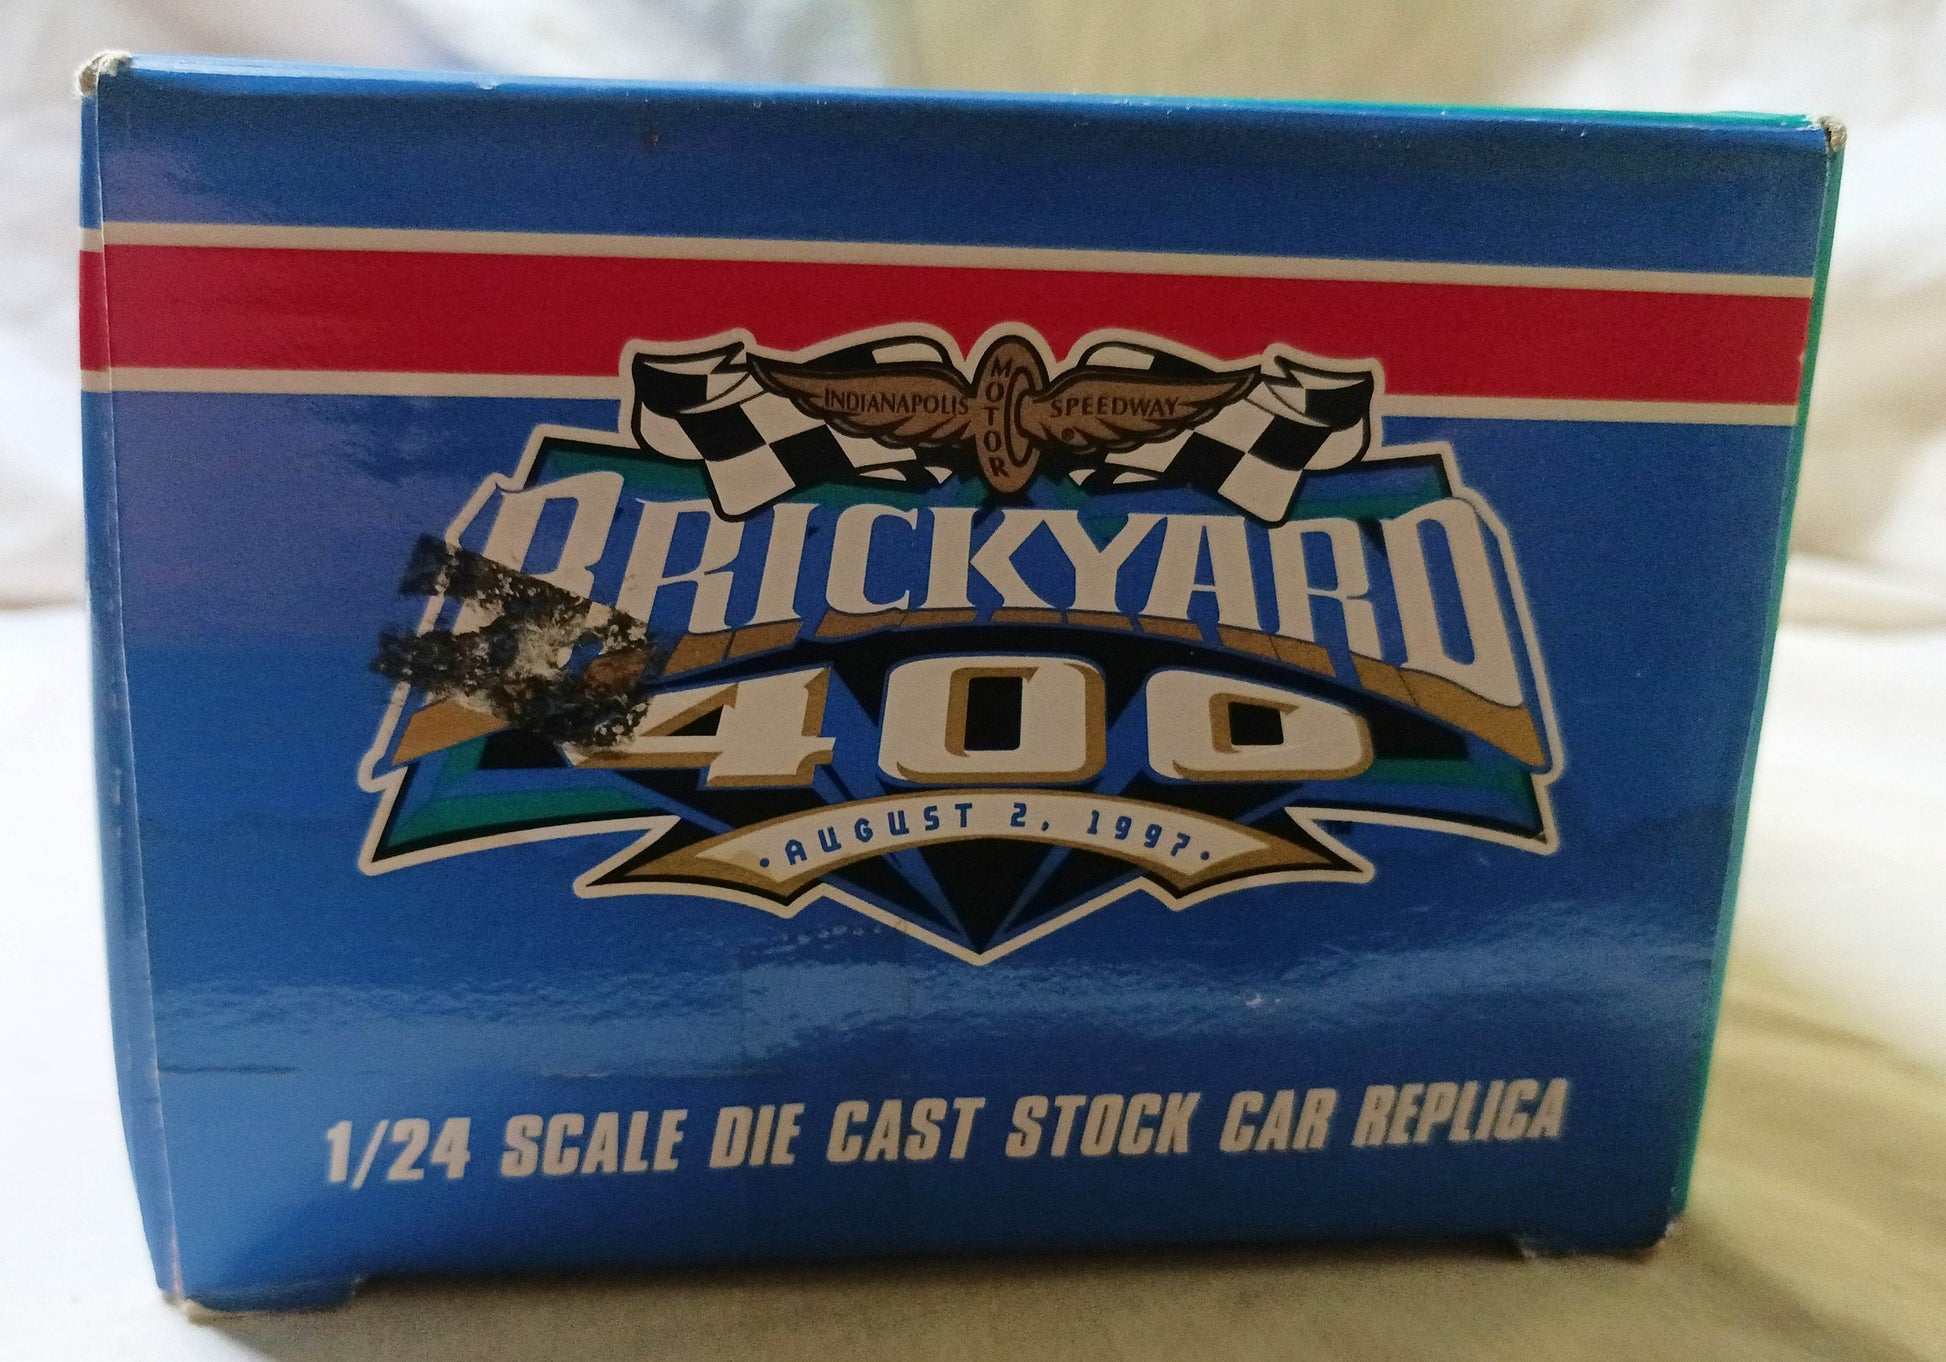 INDIANAPOLIS MOTOR SPEEDWAY ®
BRICKYARD
400
• AUGUST 2, 1997 •
1/24 SCALE DIE CAST STOCK CAR REPLICA